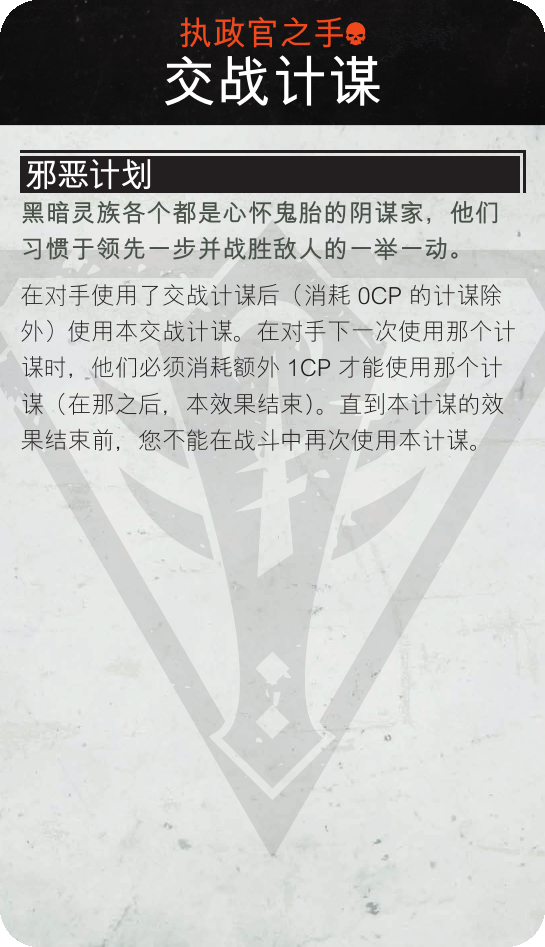 执政官之手
交战计谋
邪恶计划
黑暗灵族各个都是心怀鬼胎的阴谋家，他们
习惯于领先一步并战胜敌人的一举一动。
在对手使用了交战计谋后（消耗 0CP 的计谋除
外）使用本交战计谋。在对手下一次使用那个计
谋时，他们必须消耗额外 1CP 才能使用那个计
谋（在那之后，本效果结束）。直到本计谋的效
果结束前，您不能在战斗中再次使用本计谋。